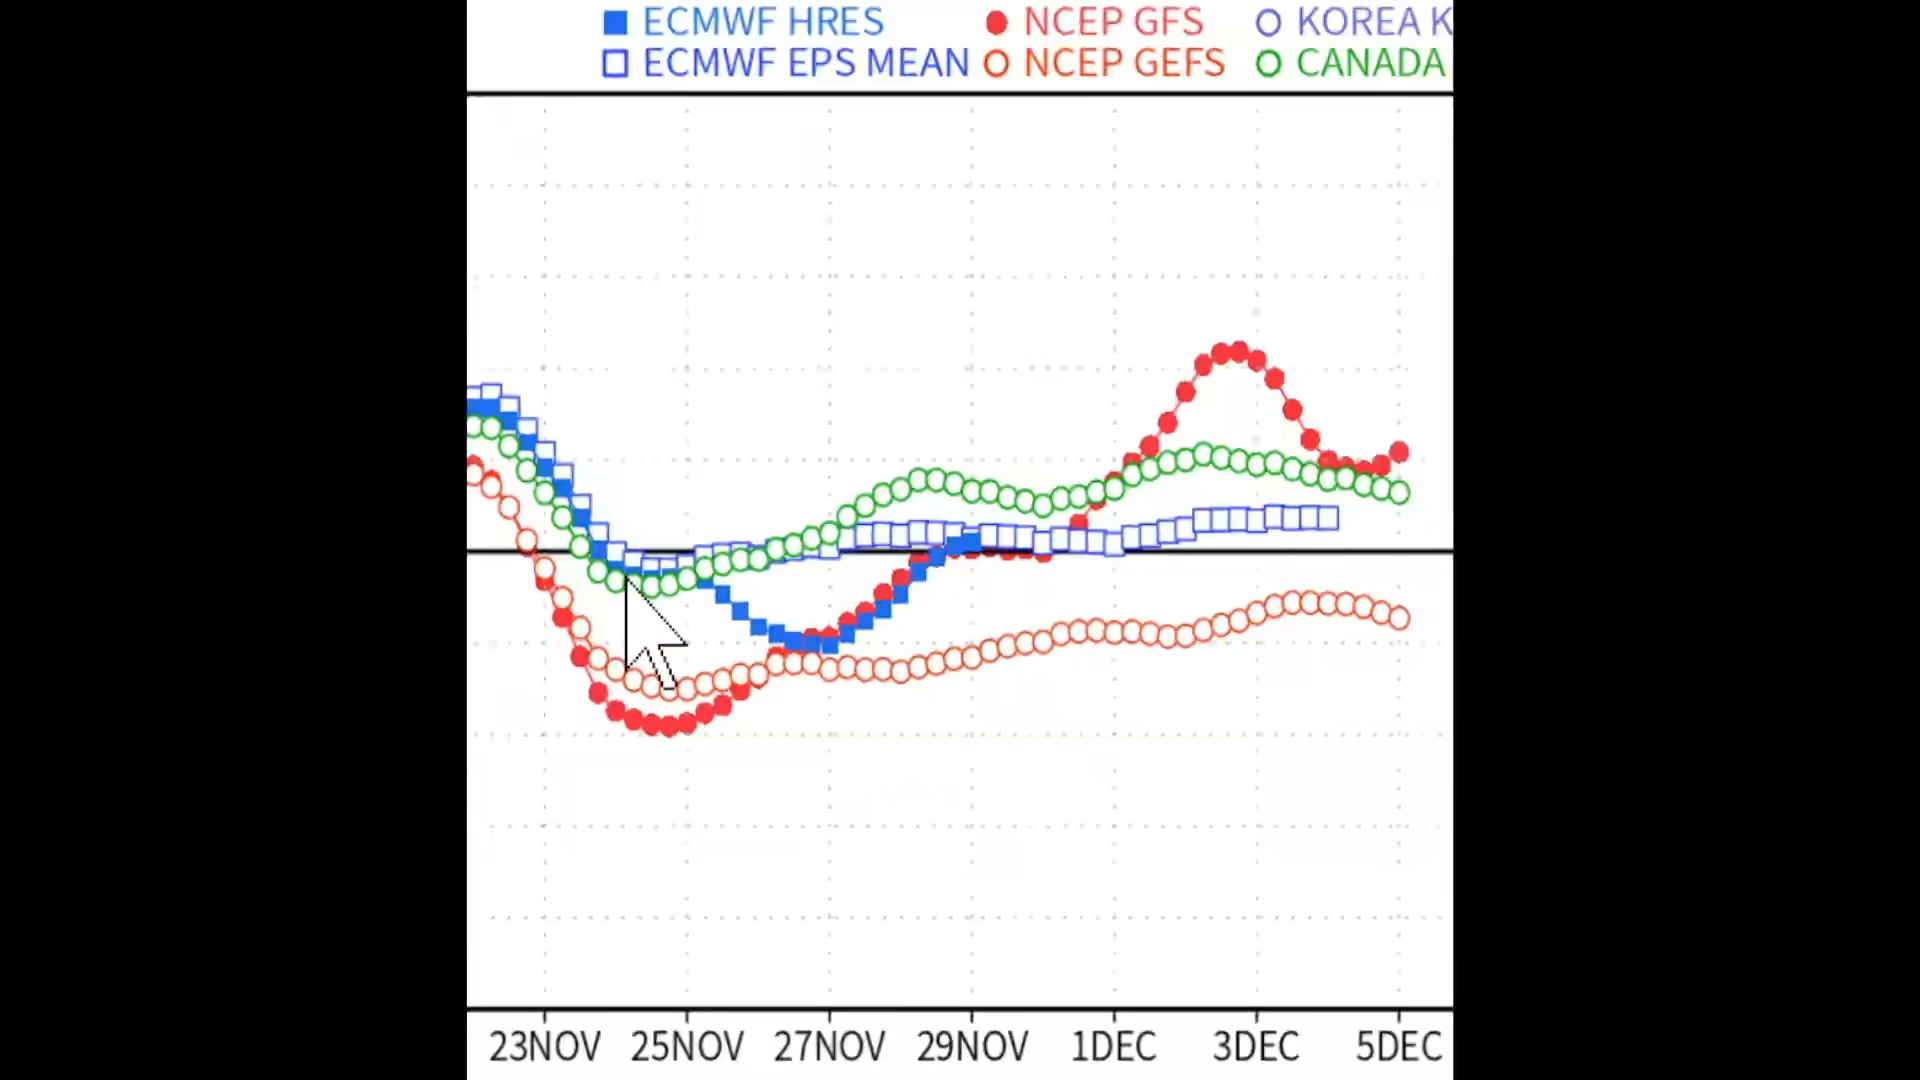 ECMWF HRES NCEP GFS KOREA K
ECMWF EPS MEAN NCEP GEFS CANADA
23NOV 25NOV 27NOV 29NOV 1DEC 3DEC 5DEC